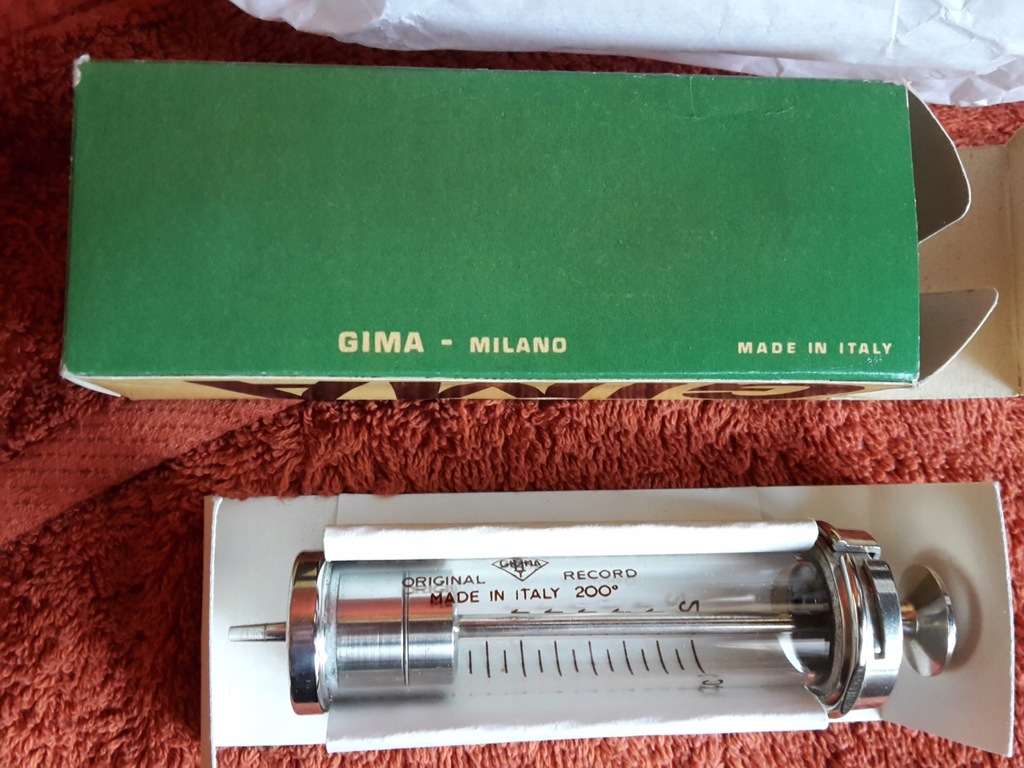 GIMA - MILANO
MADE IN ITALY
GIMA
ORIGINAL RECORD
MADE IN ITALY 200°